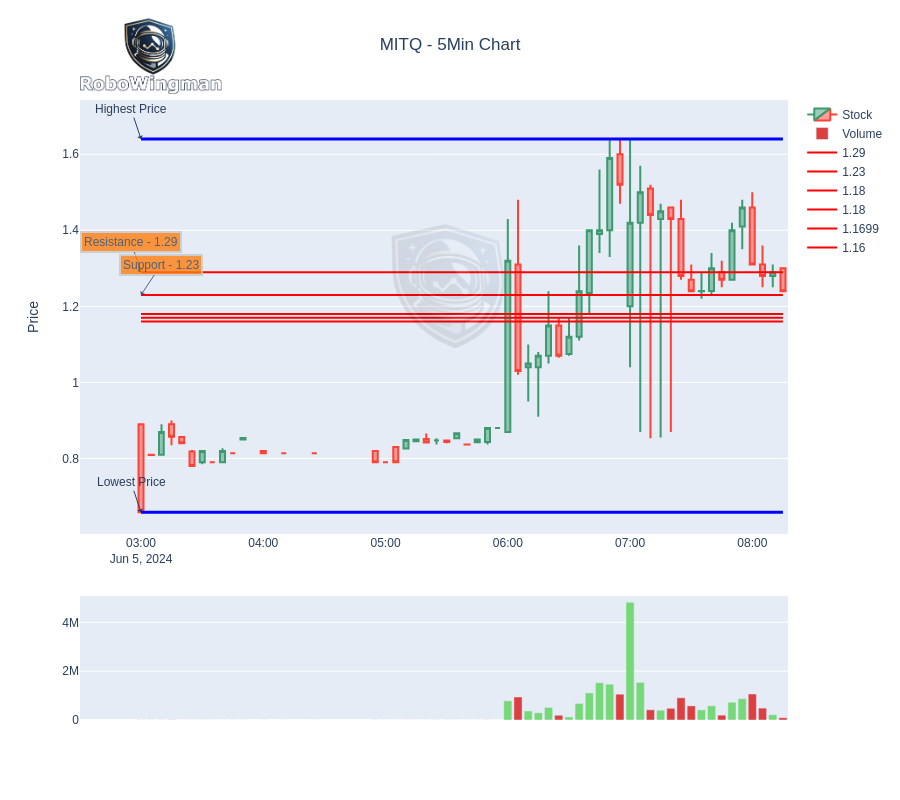 RoboWingman
MITQ - 5Min Chart
Highest Price
Stock
Volume
1.29
1.23
1.18
1.18
1.1699
1.16
1.6
1.4
1.2
1
0.8
Price
Resistance - 1.29
Support - 1.23
Lowest Price
03:00 04:00 05:00 06:00 07:00 08:00
Jun 5, 2024
4M
2M
0